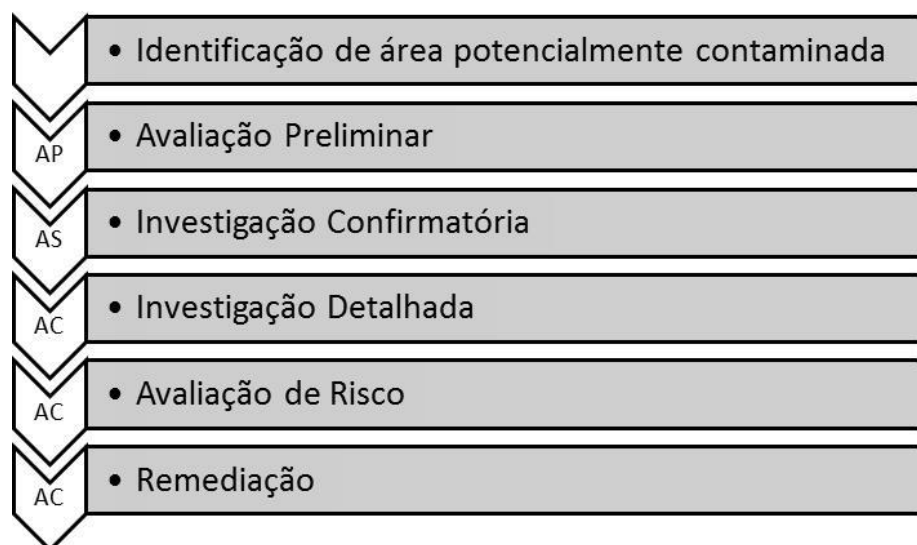 • Identificação de área potencialmente contaminada
AP • Avaliação Preliminar
AS • Investigação Confirmatória
AC • Investigação Detalhada
AC • Avaliação de Risco
AC • Remediação